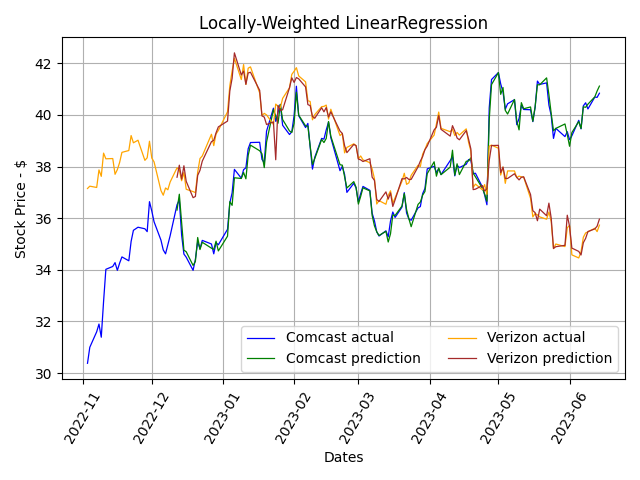 Locally-Weighted LinearRegression
Stock Price - $
42
40
38
36
34
32
30
Comcast actual
Comcast prediction
Verizon actual
Verizon prediction
2022-11
2022-12
2023-01
2023-02
2023-03
2023-04
2023-05
2023-06
Dates